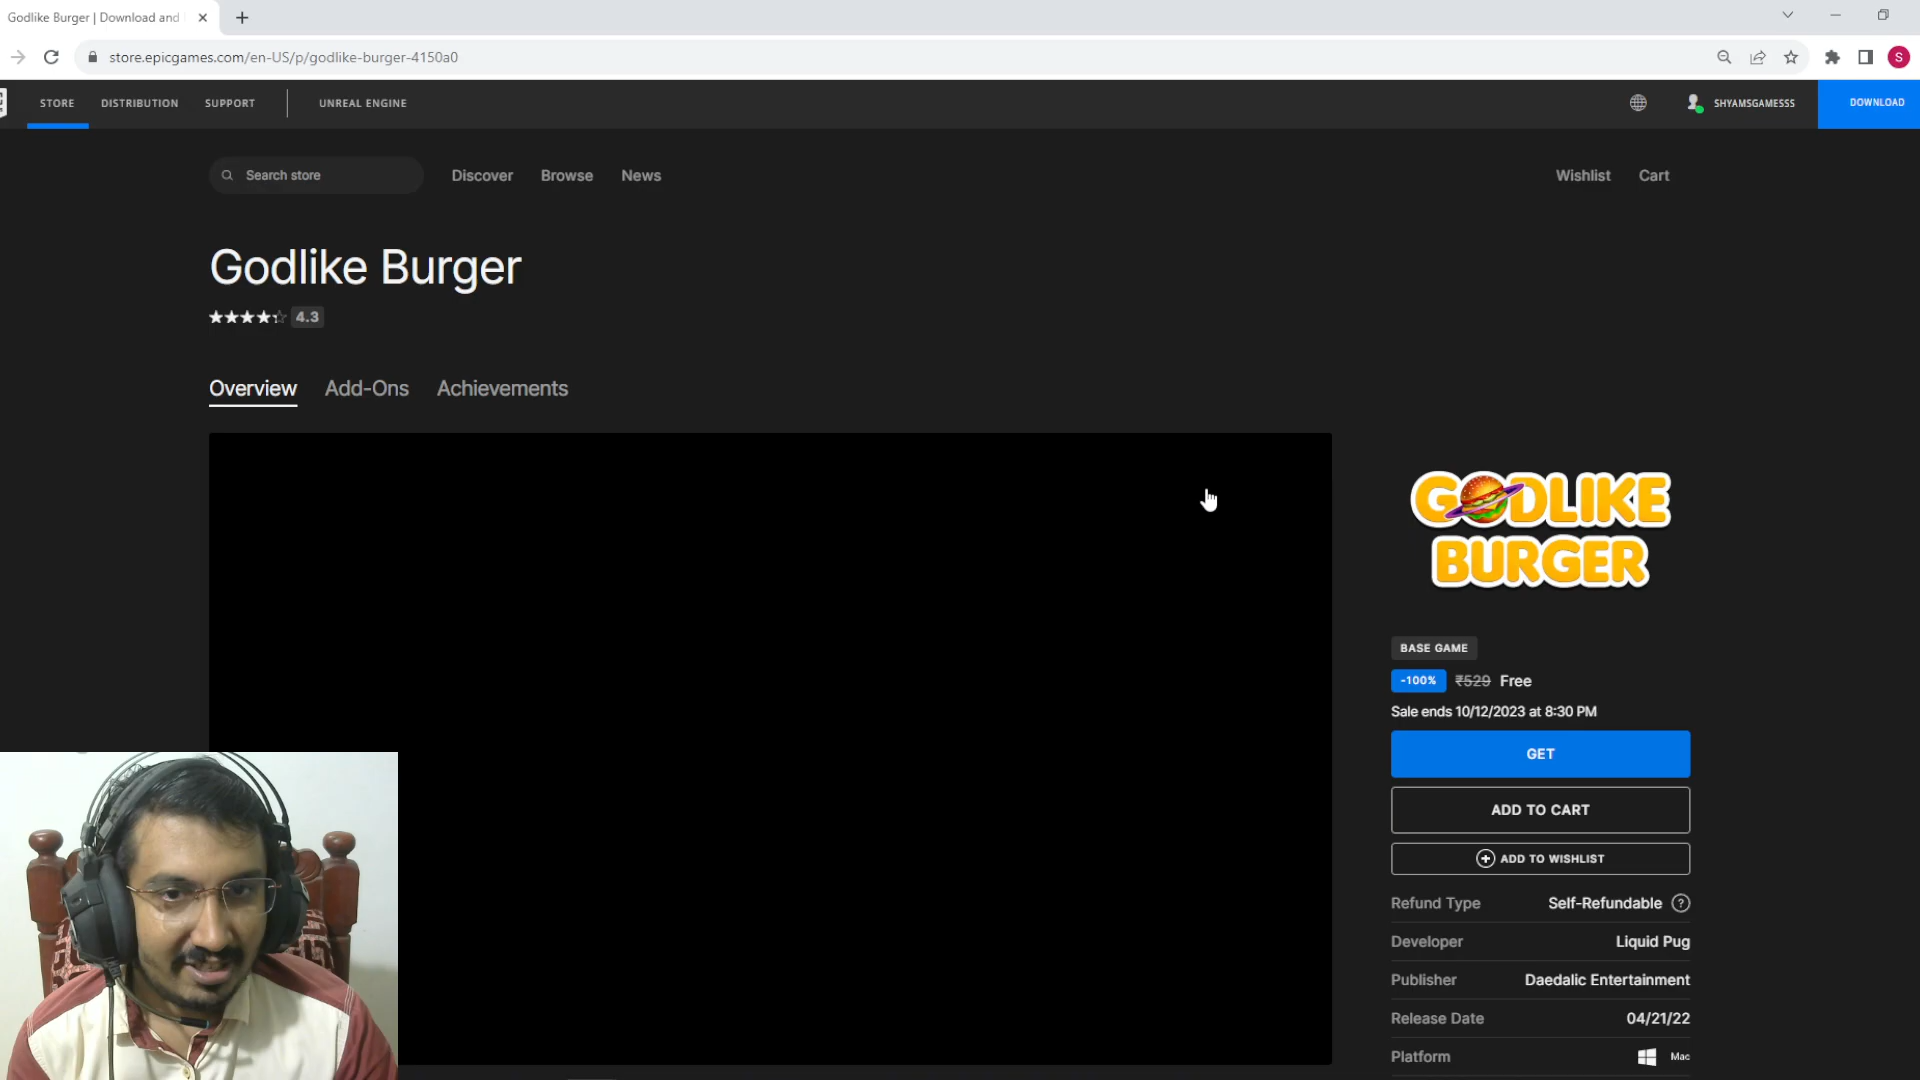 Godlike Burger | Download and
store.epicgames.com/en-US/p/godlike-burger-4150a0
S
STORE
DISTRIBUTION
SUPPORT
UNREAL ENGINE
SHYAMSGAMESSS
DOWNLOAD
Search store
Discover
Browse
News
Wishlist
Cart
Godlike Burger
4.3
Overview
Add-Ons
Achievements
GODLIKE
BURGER
BASE GAME
-100% ₹529 Free
Sale ends 10/12/2023 at 8:30 PM
GET
ADD TO CART
ADD TO WISHLIST
Refund Type Self-Refundable ?
Developer Liquid Pug
Publisher Daedalic Entertainment
Release Date 04/21/22
Platform Mac